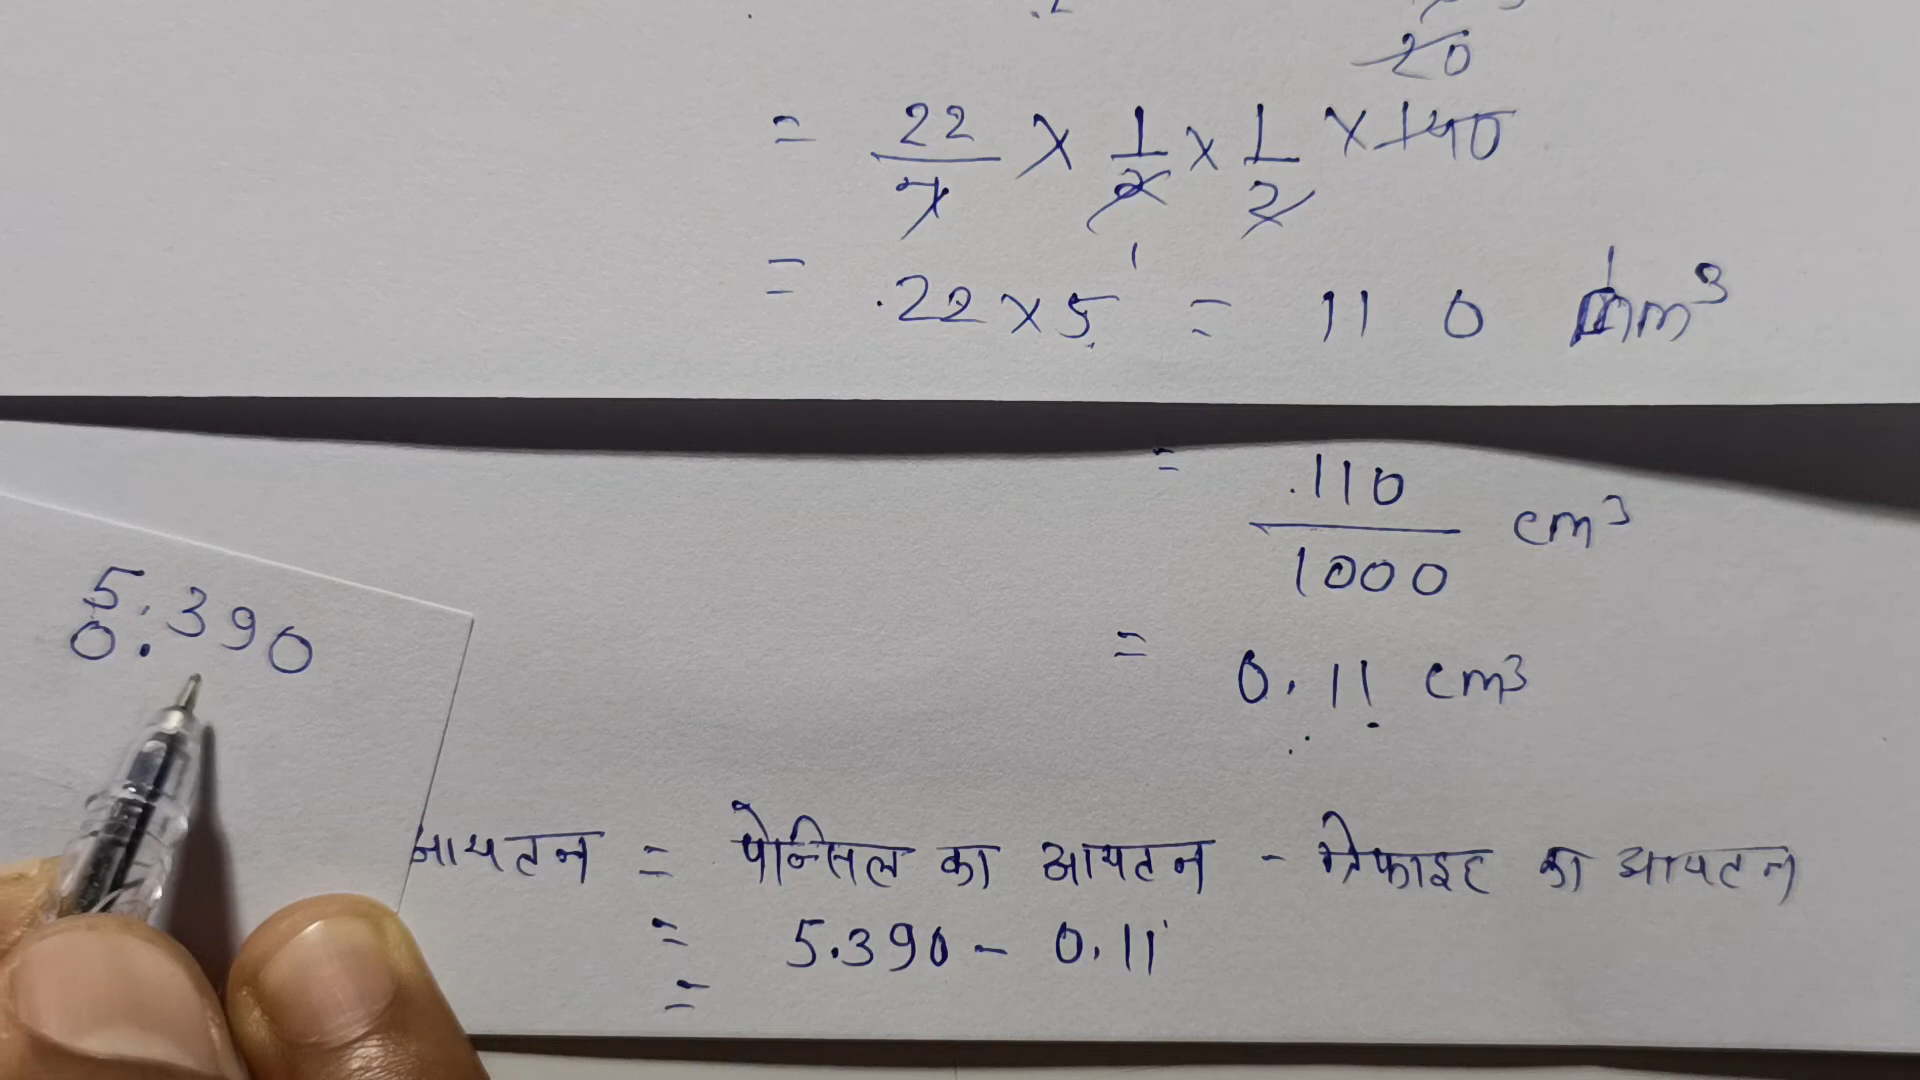 20
= 22/7 × 1/2 × 1/2 × 140
= .22 × 5 = 110 mm³
= .110/1000 cm³
= 0.11 cm³
5.390
0.
आयतन = पेन्सिल का आयतन - ग्रेफाइट का आयतन
= 5.390 - 0.11
=